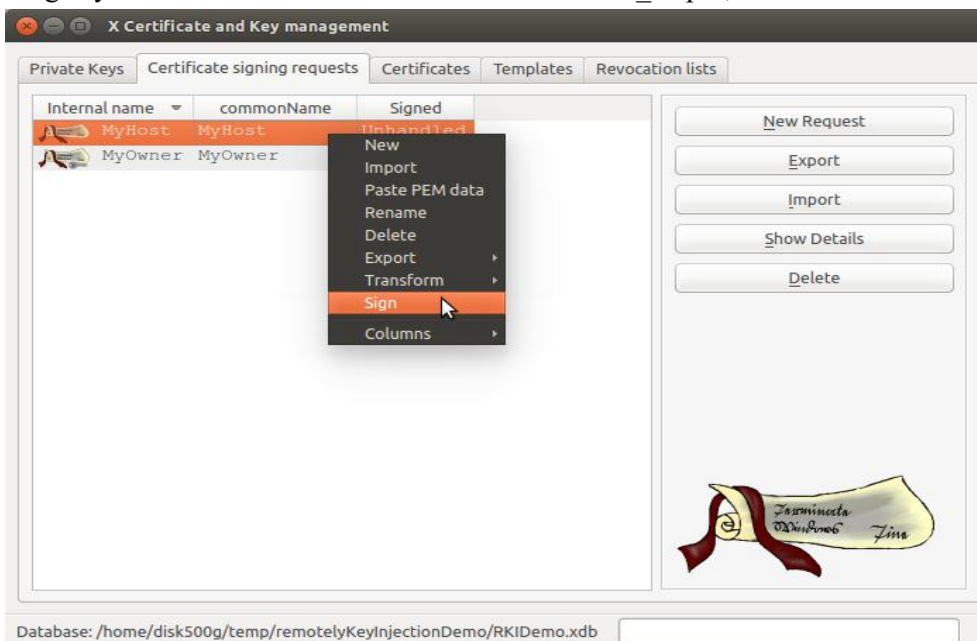 X Certificate and Key management
Private Keys Certificate signing requests Certificates Templates Revocation lists
Internal name commonName Signed
MyHost MyHost Unhandled
MyOwner MyOwner
New
Import
Paste PEM data
Rename
Delete
Export
Transform
Sign
Columns
New Request
Export
Import
Show Details
Delete
Database: /home/disk500g/temp/remotelyKeyInjectionDemo/RKIDemo.xdb